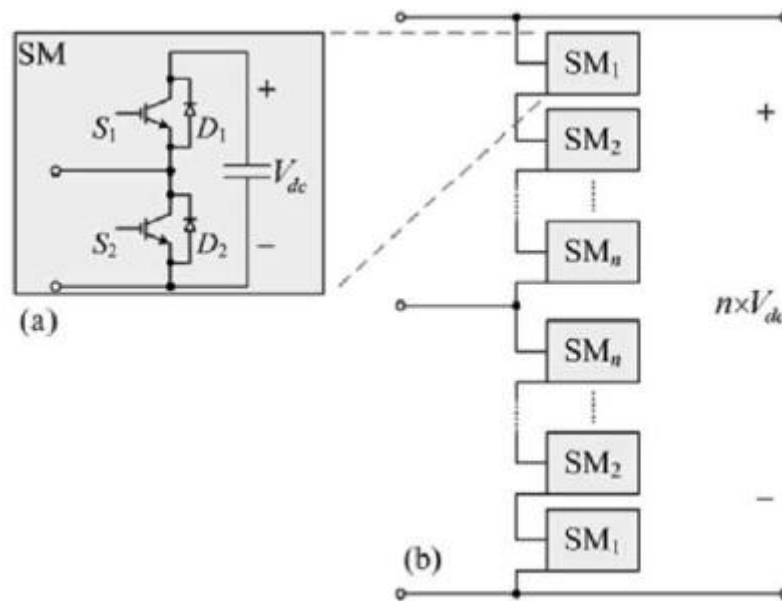 SM
S1
D1
+
Vdc
S2
D2
−
(a)
SM1
SM2
SMn
+
n×Vdc
SMn
SM2
−
SM1
(b)